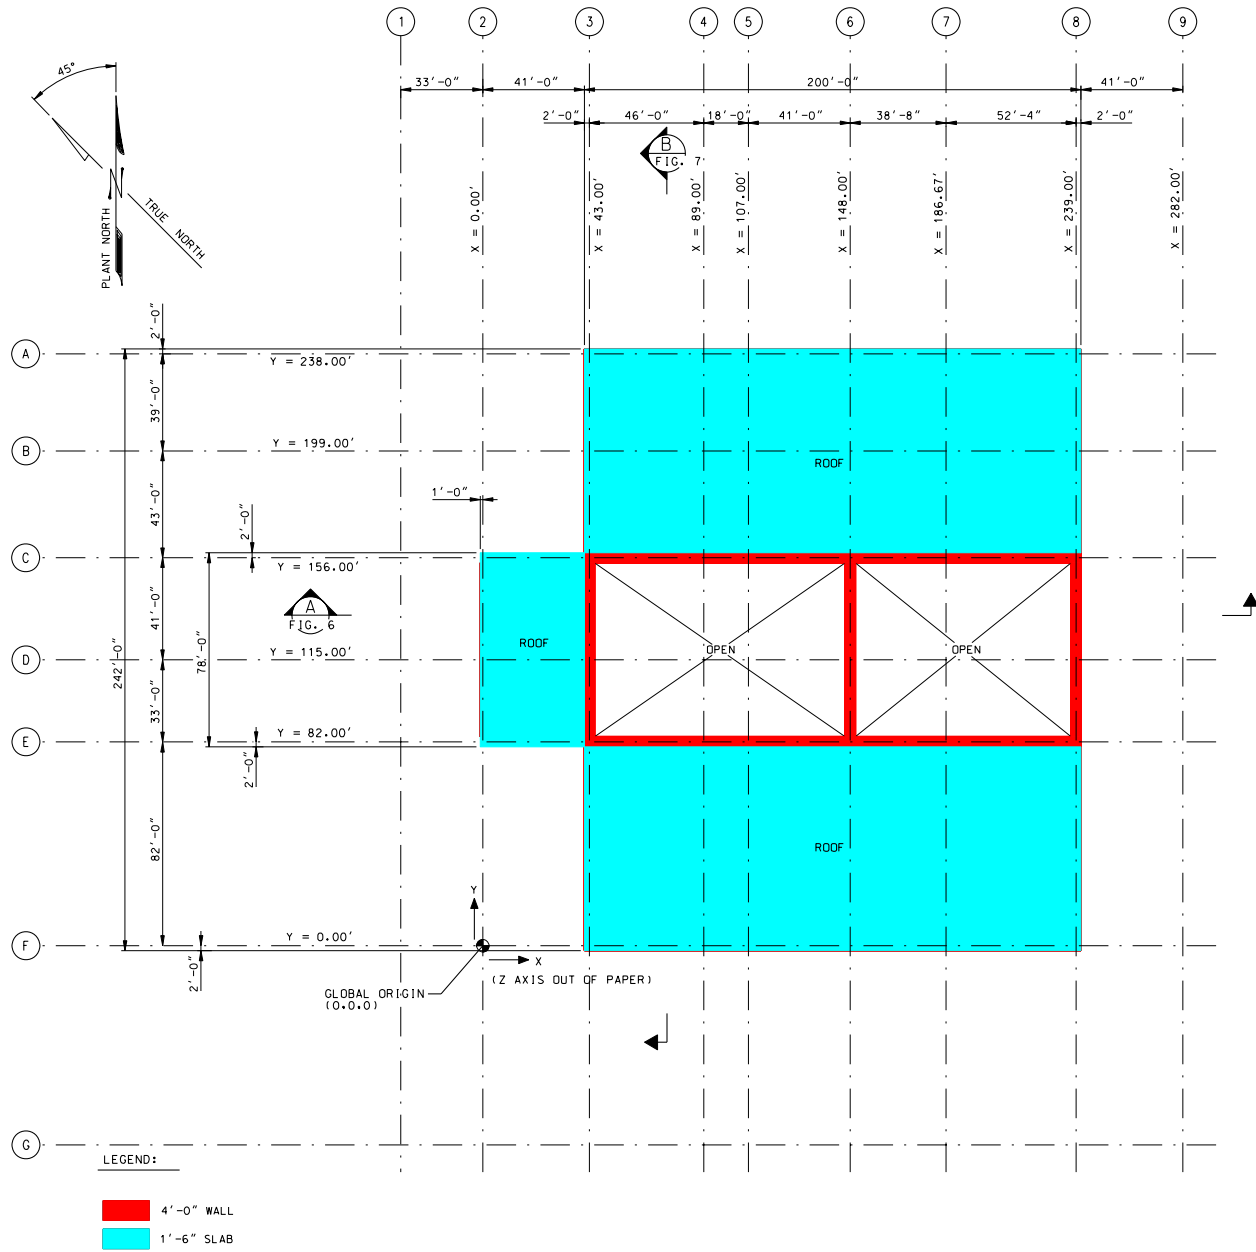 1 2 3 4 5 6 7 8 9
45°
33'-0" 41'-0" 200'-0" 41'-0"
2'-0" 46'-0" 18'-0" 41'-0" 38'-8" 52'-4" 2'-0"
B
FIG. 7
PLANT NORTH
TRUE NORTH
N
X = 0.00'
X = 43.00'
X = 89.00'
X = 107.00'
X = 148.00'
X = 186.67'
X = 239.00'
X = 282.00'
2'-0"
A
Y = 238.00'
39'-0"
B
Y = 199.00'
ROOF
43'-0"
1'-0"
2'-0"
C
Y = 156.00'
41'-0"
A
FIG. 6
ROOF
242'-0"
78'-0"
D
Y = 115.00'
OPEN
OPEN
33'-0"
E
Y = 82.00'
2'-0"
82'-0"
ROOF
Y
F
Y = 0.00'
X
2'-0"
(Z AXIS OUT OF PAPER)
GLOBAL ORIGIN
(0.0.0)
G
LEGEND:
4'-0" WALL
1'-6" SLAB